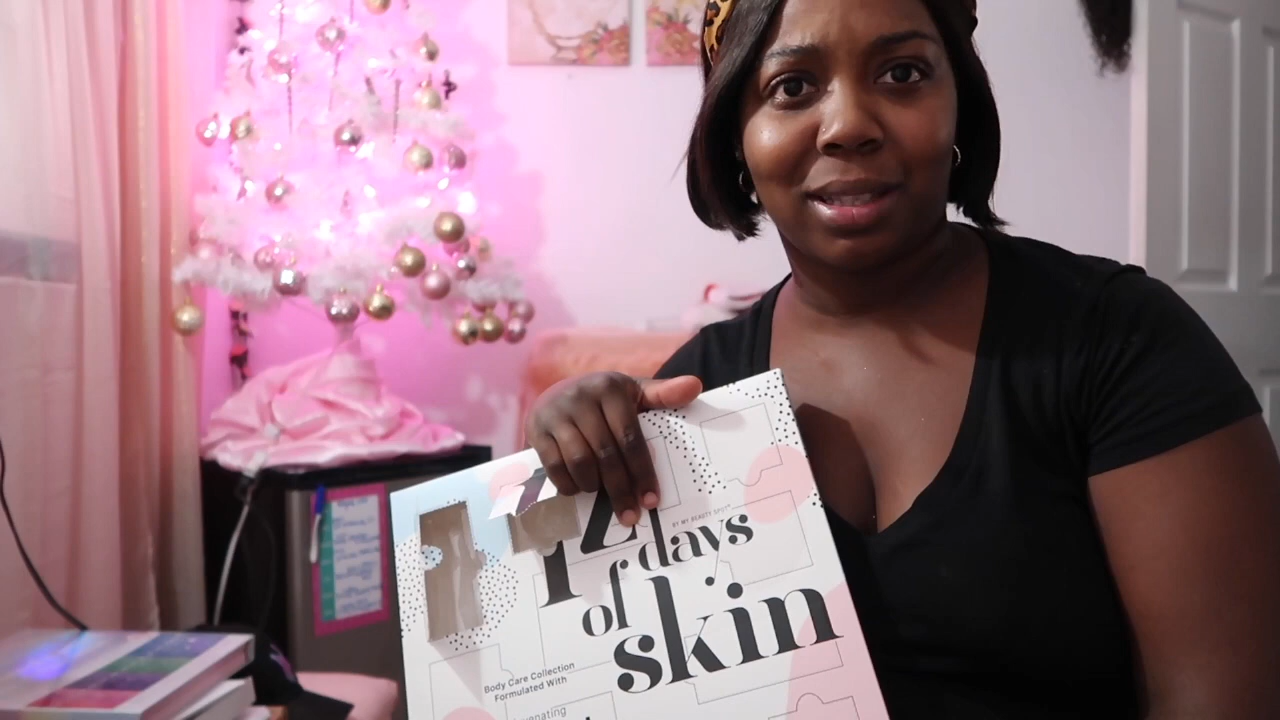 12
BY MY BEAUTY SPOT
days
of
skin
Body Care Collection
Formulated With